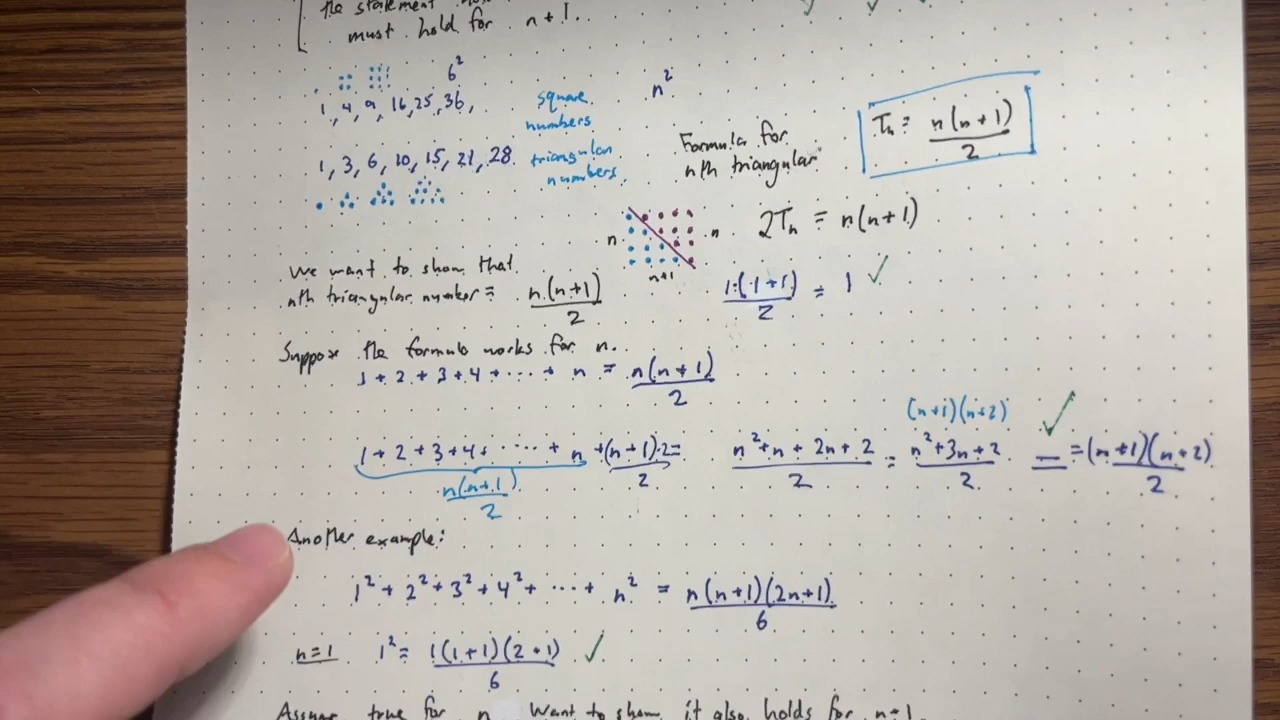 the statement
must hold for n+1.
6²
1, 4, 9, 16, 25, 36, square numbers n²
1, 3, 6, 10, 15, 21, 28. triangular numbers.
Formula for nth triangular
Tn = n(n+1)/2
n n n+1 2Tn = n(n+1)
We want to show that
nth triangular number = n(n+1)/2
1·(1+1)/2 = 1 ✓
Suppose the formula works for n.
1 + 2 + 3 + 4 + ··· + n = n(n+1)/2
(n+1)(n+2) ✓
1 + 2 + 3 + 4 + ··· + n + (n+1)·2/2 = n²+n+2n+2/2 = n²+3n+2/2 — = (n+1)(n+2)/2
n(n+1)/2
Another example:
1² + 2² + 3² + 4² + ··· + n² = n(n+1)(2n+1)/6
n=1 1² = 1(1+1)(2+1)/6 ✓
Assume true for n. Want to show it also holds for n+1.